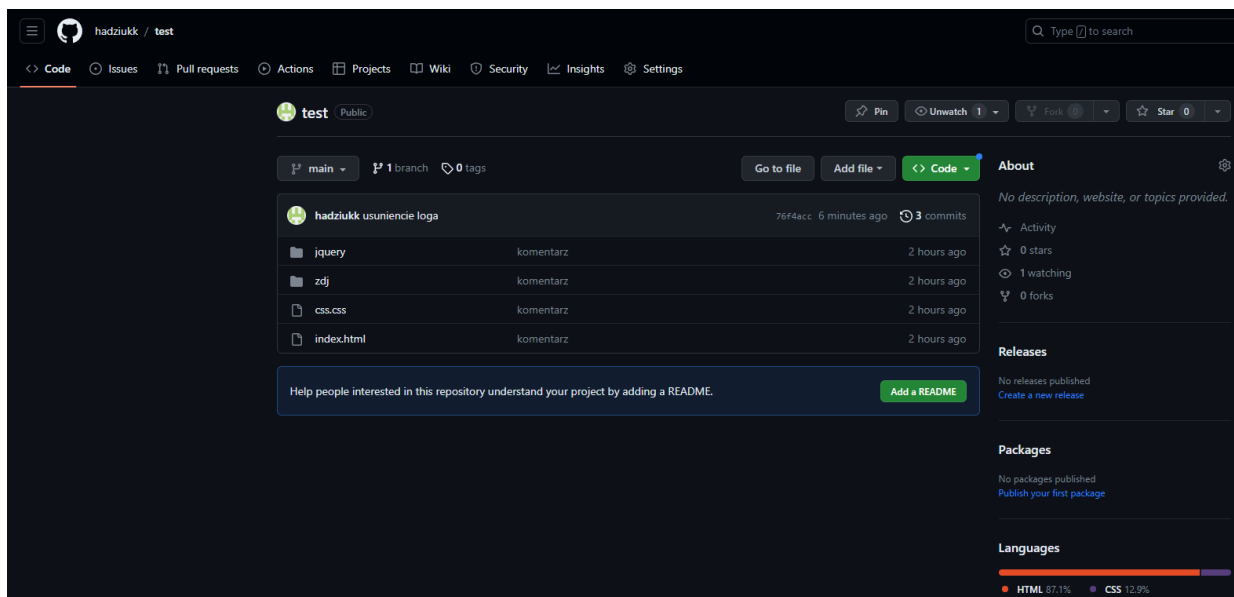 hadziukk / test
Type / to search
Code Issues Pull requests Actions Projects Wiki Security Insights Settings
test Public
Pin Unwatch 1 Fork 0 Star 0
main 1 branch 0 tags
Go to file Add file <> Code
hadziukk usuniencie loga 76f4acc 6 minutes ago 3 commits
jquery komentarz 2 hours ago
zdj komentarz 2 hours ago
css.css komentarz 2 hours ago
index.html komentarz 2 hours ago
Help people interested in this repository understand your project by adding a README. Add a README
About
No description, website, or topics provided.
Activity
0 stars
1 watching
0 forks
Releases
No releases published
Create a new release
Packages
No packages published
Publish your first package
Languages
HTML 87.1% CSS 12.9%